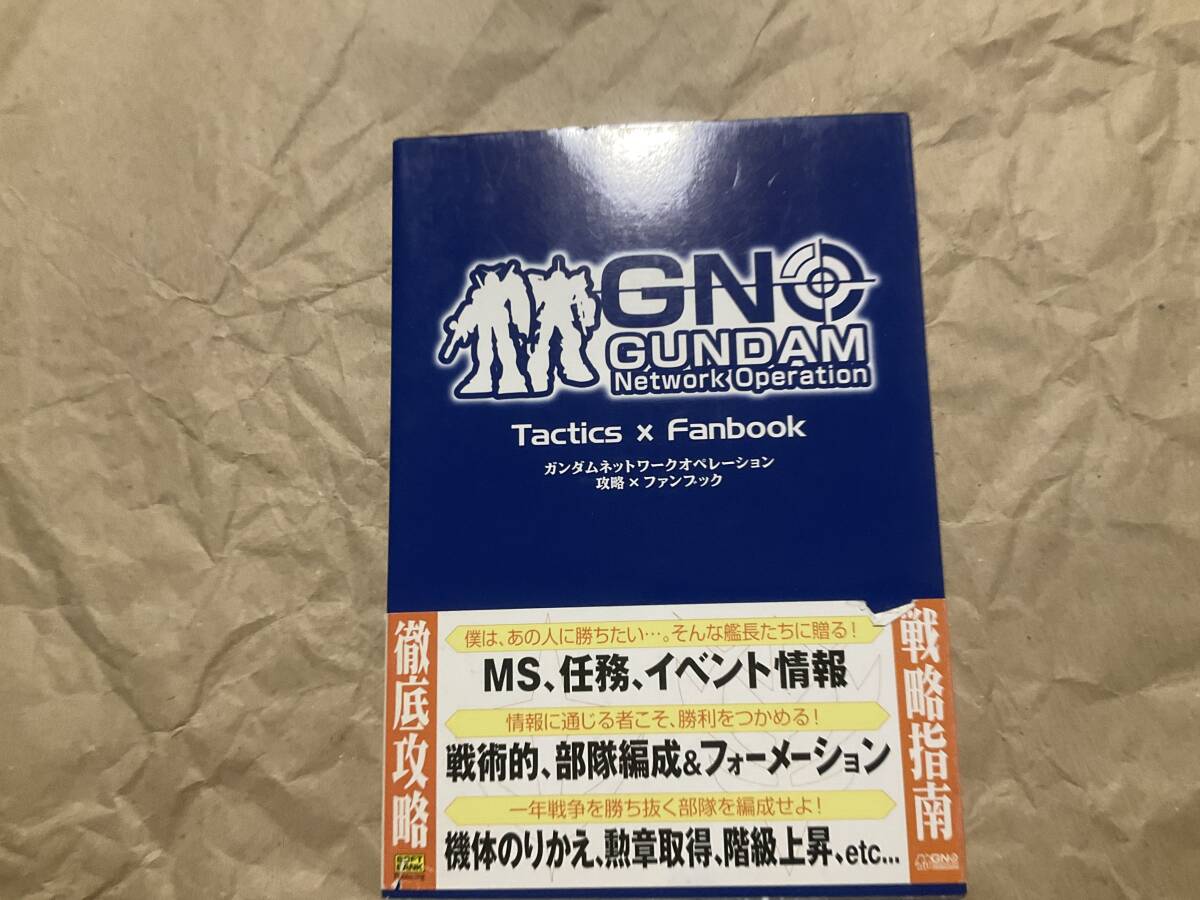 GNO
GUNDAM
Network Operation
Tactics × Fanbook
ガンダムネットワークオペレーション
攻略×ファンブック
徹底攻略
僕は、あの人に勝ちたい…。そんな艦長たちに贈る!
MS、任務、イベント情報
情報に通じる者こそ、勝利をつかめる!
戦術的、部隊編成&フォーメーション
一年戦争を勝ち抜く部隊を編成せよ!
機体のりかえ、勲章取得、階級上昇、etc...
戦略指南
GNO